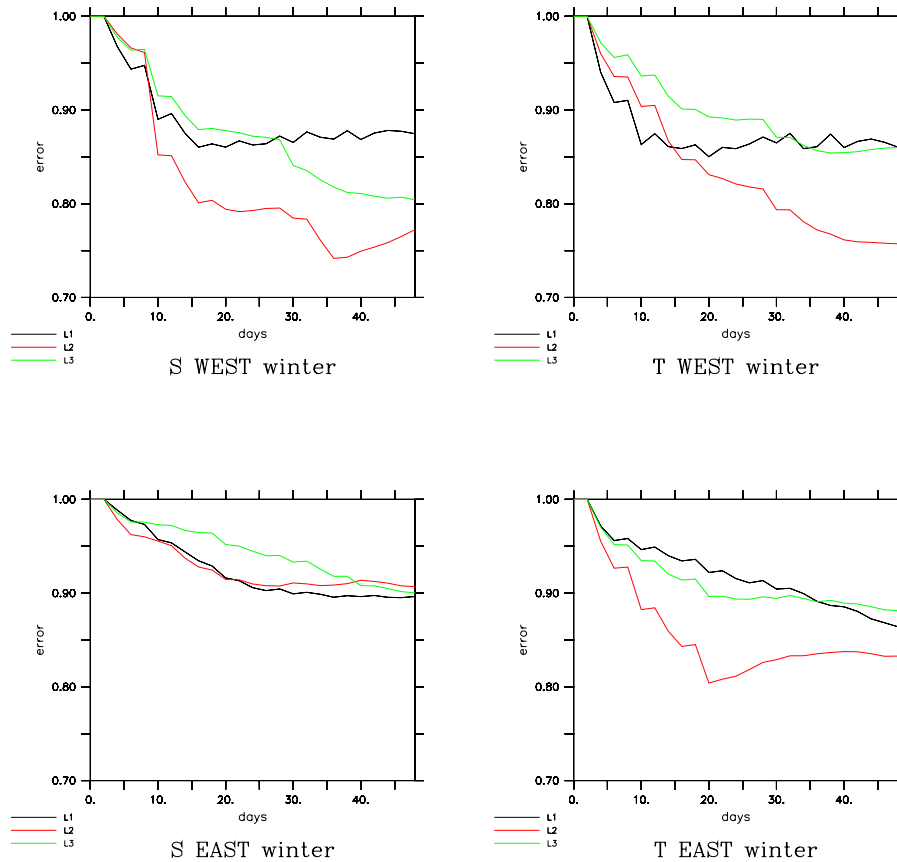 1.00
0.90
0.80
0.70
error
0. 10. 20. 30. 40.
days
L1
L2
L3
S WEST winter
1.00
0.90
0.80
0.70
error
0. 10. 20. 30. 40.
days
L1
L2
L3
T WEST winter
1.00
0.90
0.80
0.70
error
0. 10. 20. 30. 40.
days
L1
L2
L3
S EAST winter
1.00
0.90
0.80
0.70
error
0. 10. 20. 30. 40.
days
L1
L2
L3
T EAST winter